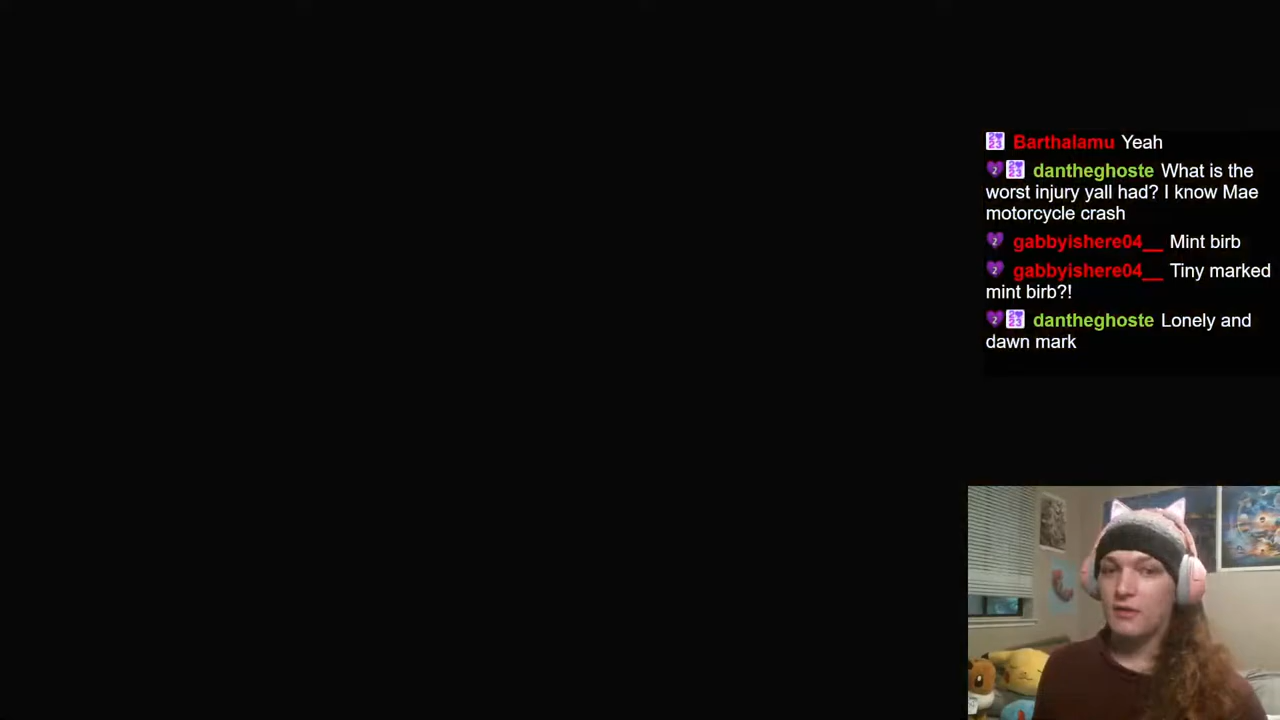 Barthalamu Yeah
dantheghoste What is the
worst injury yall had? I know Mae
motorcycle crash
gabbyishere04__ Mint birb
gabbyishere04__ Tiny marked
mint birb?!
dantheghoste Lonely and
dawn mark